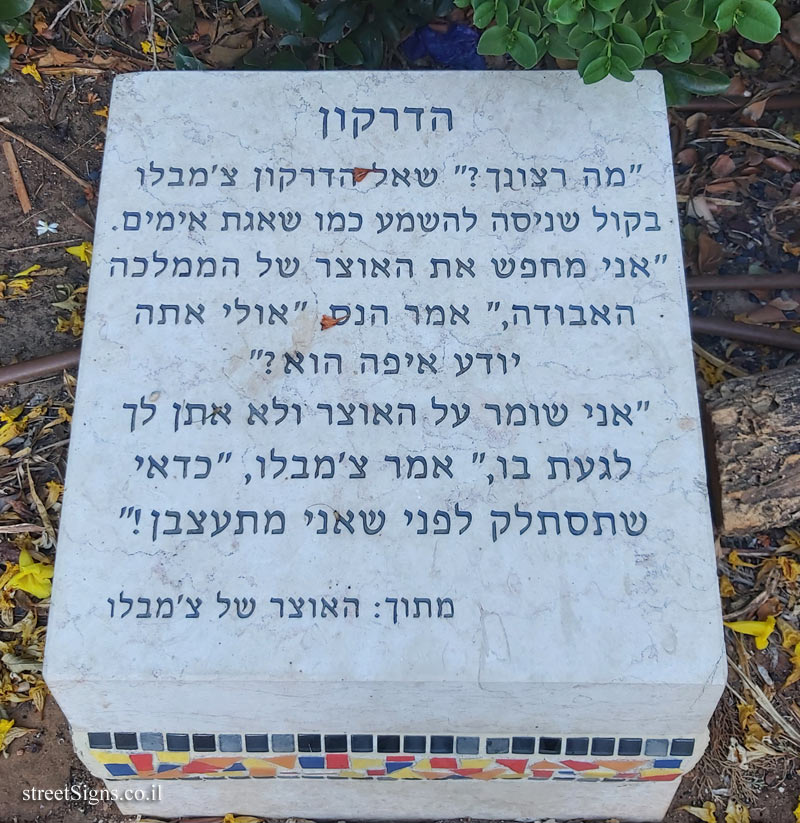 הדרקון
"מה רצונך?" שאל הדרקון צ'מבלו
בקול שניסה להשמע כמו שאגת אימים.
"אני מחפש את האוצר של הממלכה
האבודה," אמר הנס, "אולי אתה
יודע איפה הוא?"
"אני שומר על האוצר ולא אתן לך
לגעת בו," אמר צ'מבלו, "כדאי
שתסתלק לפני שאני מתעצבן!"
מתוך: האוצר של צ'מבלו
streetSigns.co.il